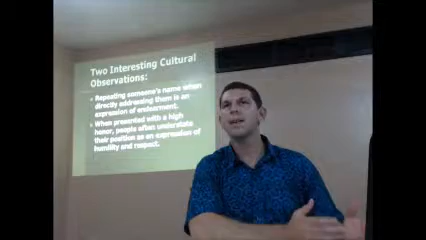 Two Interesting Cultural
Observations:
Repeating someone's name when
directly addressing them is an
expression of endearment.
When presented with a high
honor, people often understate
their position as an expression of
humility and respect.